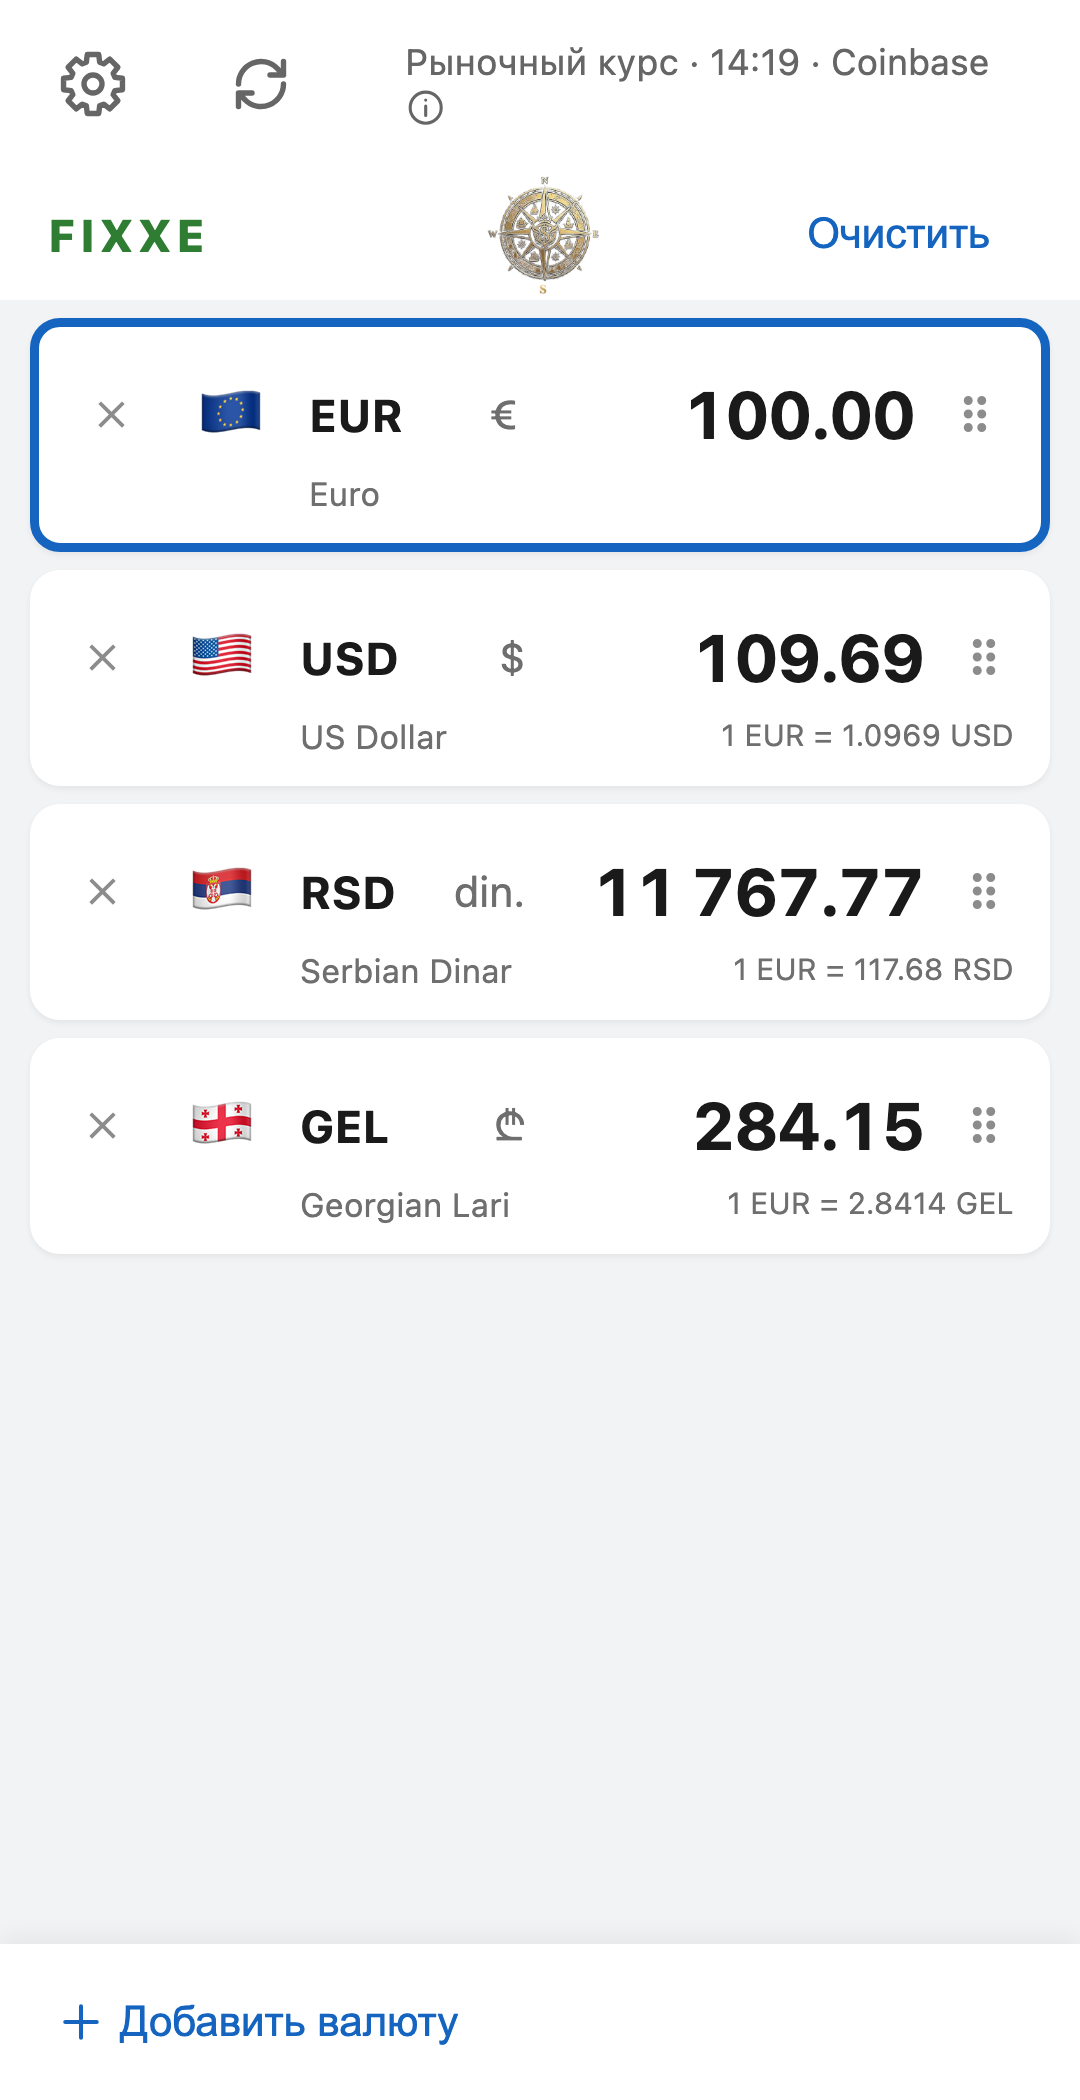 Рыночный курс · 14:19 · Coinbase
FIXXE
N
W
E
S
Очистить
EUR € 100.00
Euro
USD $ 109.69
US Dollar 1 EUR = 1.0969 USD
RSD din. 11 767.77
Serbian Dinar 1 EUR = 117.68 RSD
GEL ₾ 284.15
Georgian Lari 1 EUR = 2.8414 GEL
+ Добавить валюту